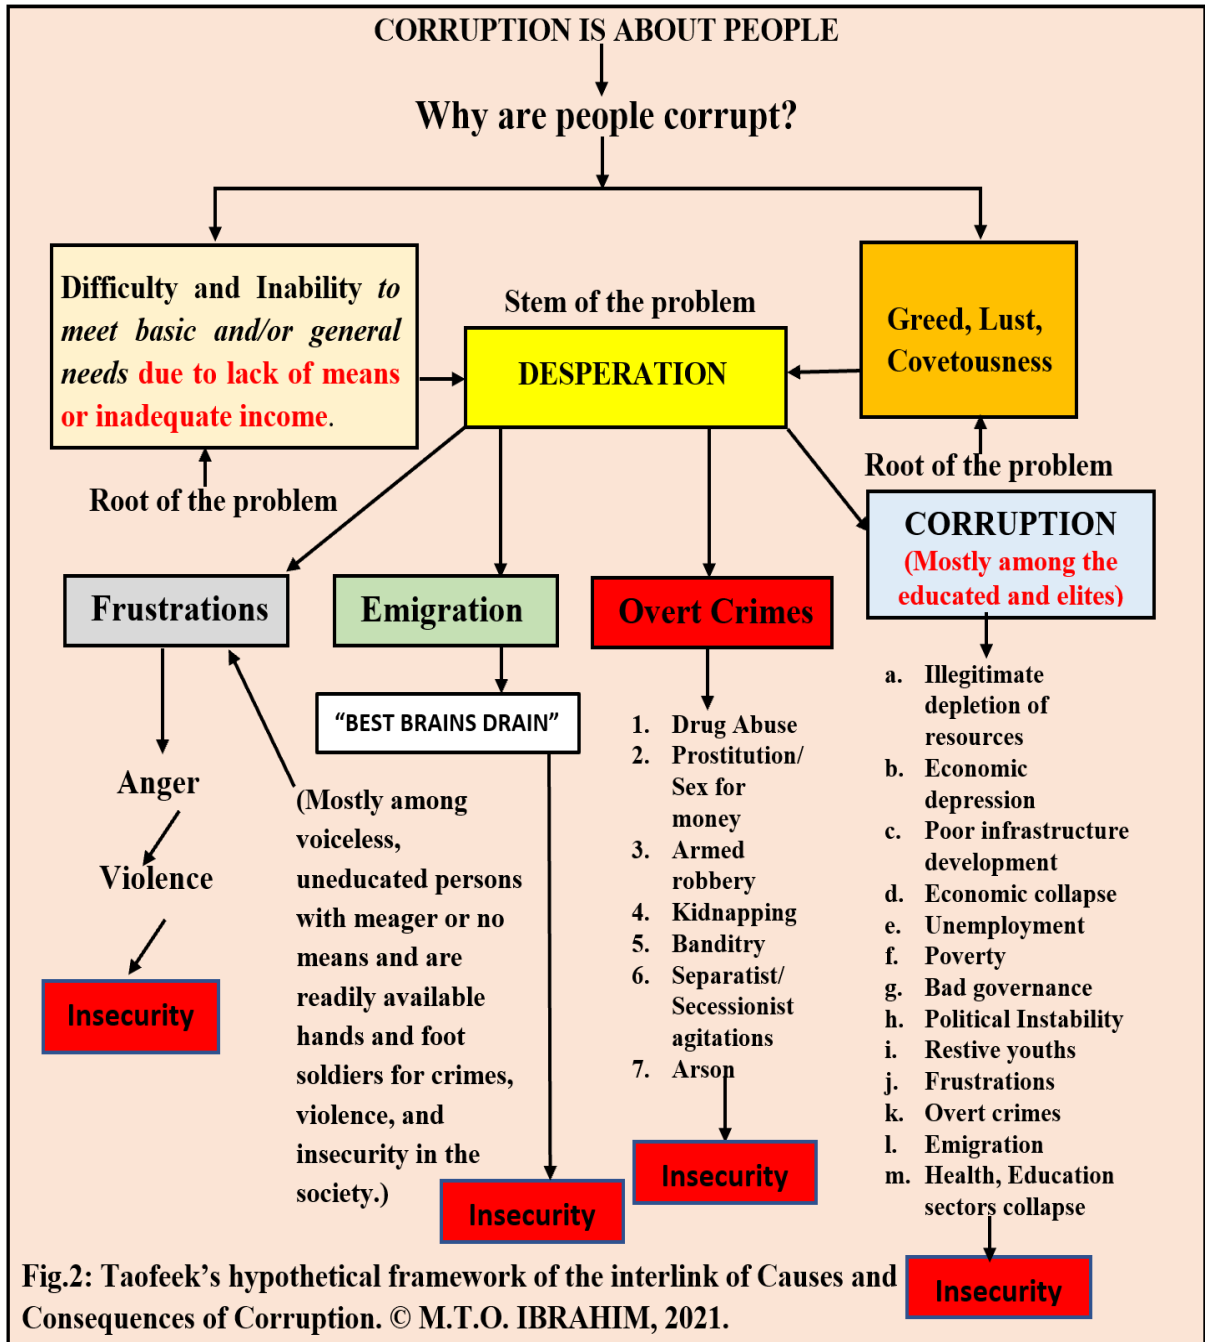 CORRUPTION IS ABOUT PEOPLE
Why are people corrupt?
Difficulty and Inability to
meet basic and/or general
needs due to lack of means
or inadequate income.
Root of the problem
Stem of the problem
DESPERATION
Greed, Lust,
Covetousness
Root of the problem
Frustrations
Anger
Violence
Insecurity
(Mostly among
voiceless,
uneducated persons
with meager or no
means and are
readily available
hands and foot
soldiers for crimes,
violence, and
insecurity in the
society.)
Emigration
“BEST BRAINS DRAIN”
Insecurity
Overt Crimes
1. Drug Abuse
2. Prostitution/
Sex for
money
3. Armed
robbery
4. Kidnapping
5. Banditry
6. Separatist/
Secessionist
agitations
7. Arson
Insecurity
CORRUPTION
(Mostly among the
educated and elites)
a. Illegitimate
depletion of
resources
b. Economic
depression
c. Poor infrastructure
development
d. Economic collapse
e. Unemployment
f. Poverty
g. Bad governance
h. Political Instability
i. Restive youths
j. Frustrations
k. Overt crimes
l. Emigration
m. Health, Education
sectors collapse
Insecurity
Fig.2: Taofeek’s hypothetical framework of the interlink of Causes and
Consequences of Corruption. © M.T.O. IBRAHIM, 2021.